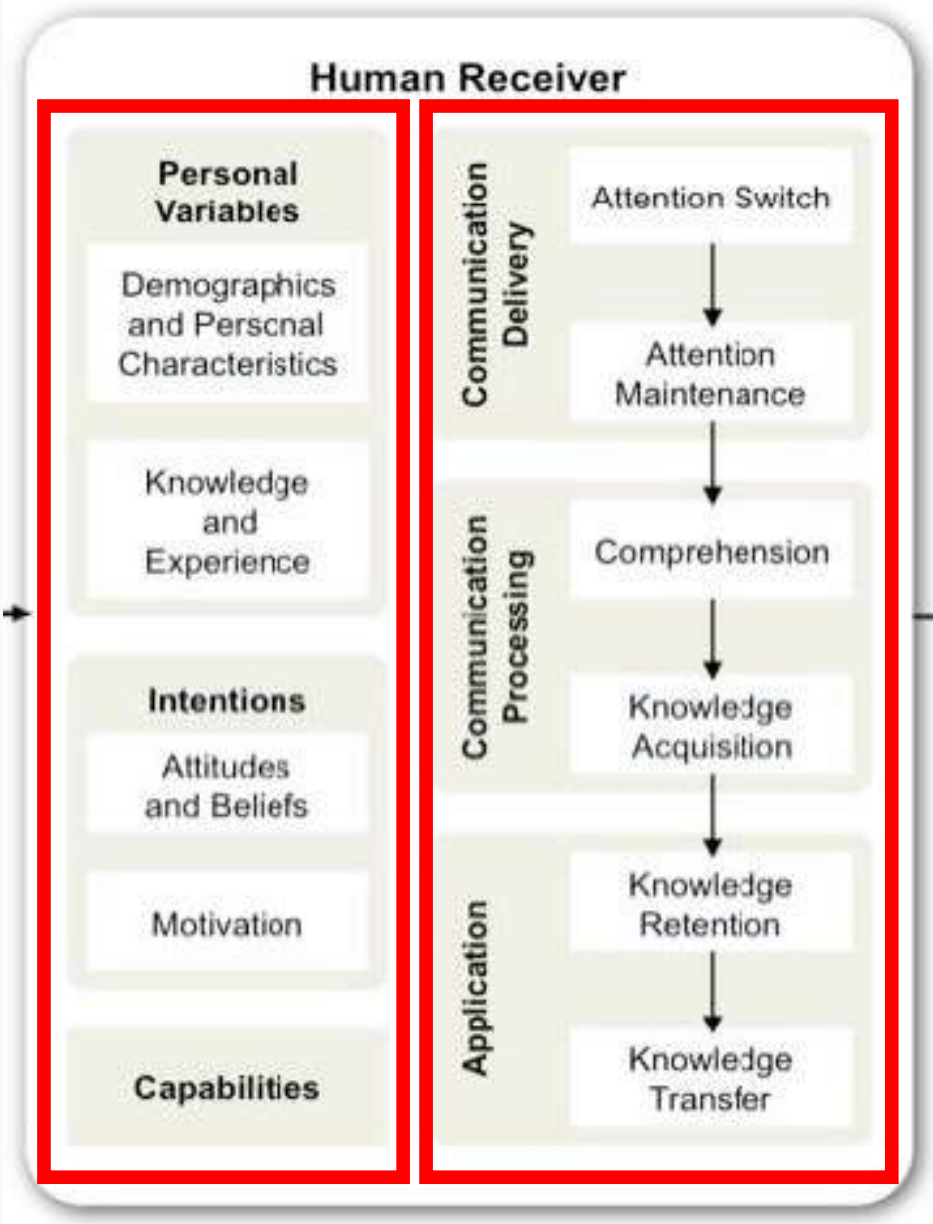 Human Receiver
Personal
Variables
Demographics
and Personal
Characteristics
Knowledge
and
Experience
Intentions
Attitudes
and Beliefs
Motivation
Capabilities
Communication
Delivery
Attention Switch
Attention
Maintenance
Communication
Processing
Comprehension
Knowledge
Acquisition
Application
Knowledge
Retention
Knowledge
Transfer